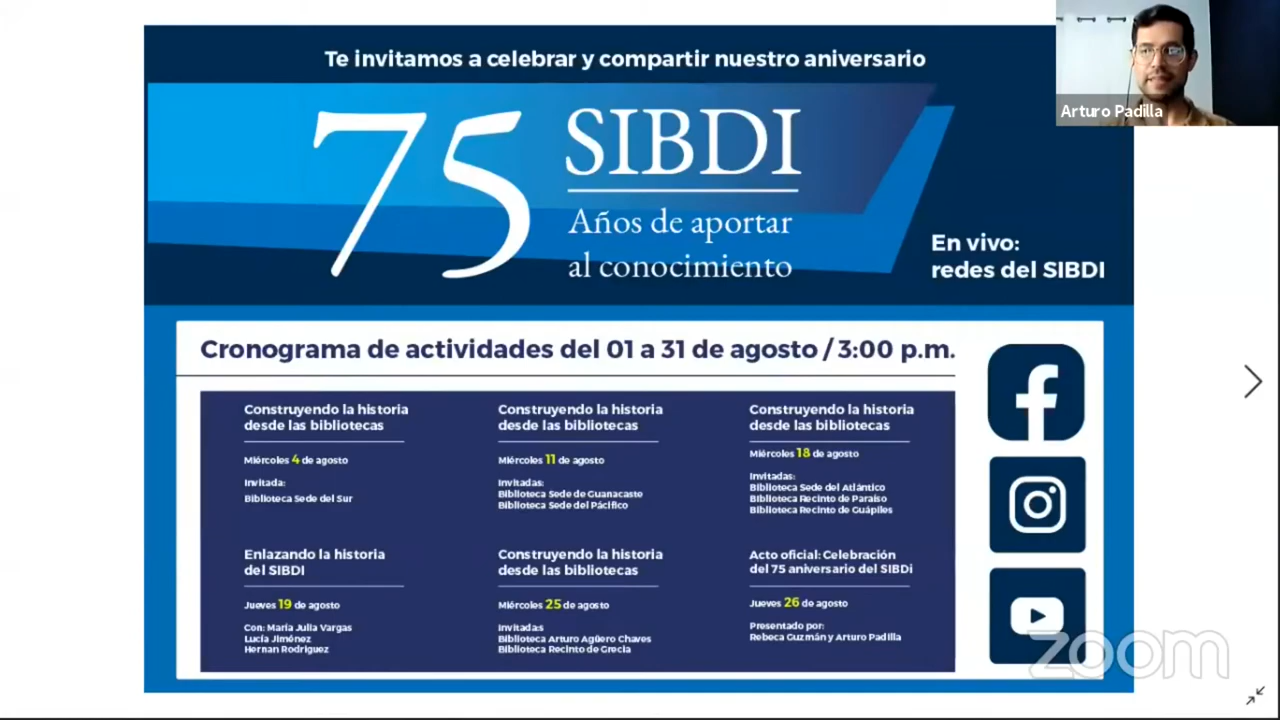 Te invitamos a celebrar y compartir nuestro aniversario
Arturo Padilla
75
SIBDI
Años de aportar
al conocimiento
En vivo:
redes del SIBDI
Cronograma de actividades del 01 a 31 de agosto / 3:00 p.m.
Construyendo la historia
desde las bibliotecas
Miércoles 4 de agosto
Invitada:
Biblioteca Sede del Sur
Construyendo la historia
desde las bibliotecas
Miércoles 11 de agosto
Invitadas:
Biblioteca Sede de Guanacaste
Biblioteca Sede del Pácifico
Construyendo la historia
desde las bibliotecas
Miércoles 18 de agosto
Invitadas:
Biblioteca Sede del Atlántico
Biblioteca Recinto de Paraíso
Biblioteca Recinto de Guápiles
Enlazando la historia
del SIBDI
Jueves 19 de agosto
Con: María Julia Vargas
Lucía Jiménez
Hernan Rodríguez
Construyendo la historia
desde las bibliotecas
Miércoles 25 de agosto
Invitada:s
Biblioteca Arturo Agüero Chaves
Biblioteca Recinto de Grecia
Acto oficial: Celebración
del 75 aniversario del SIBDi
Jueves 26 de agosto
Presentado por:
Rebeca Guzmán y Arturo Padilla
zoom